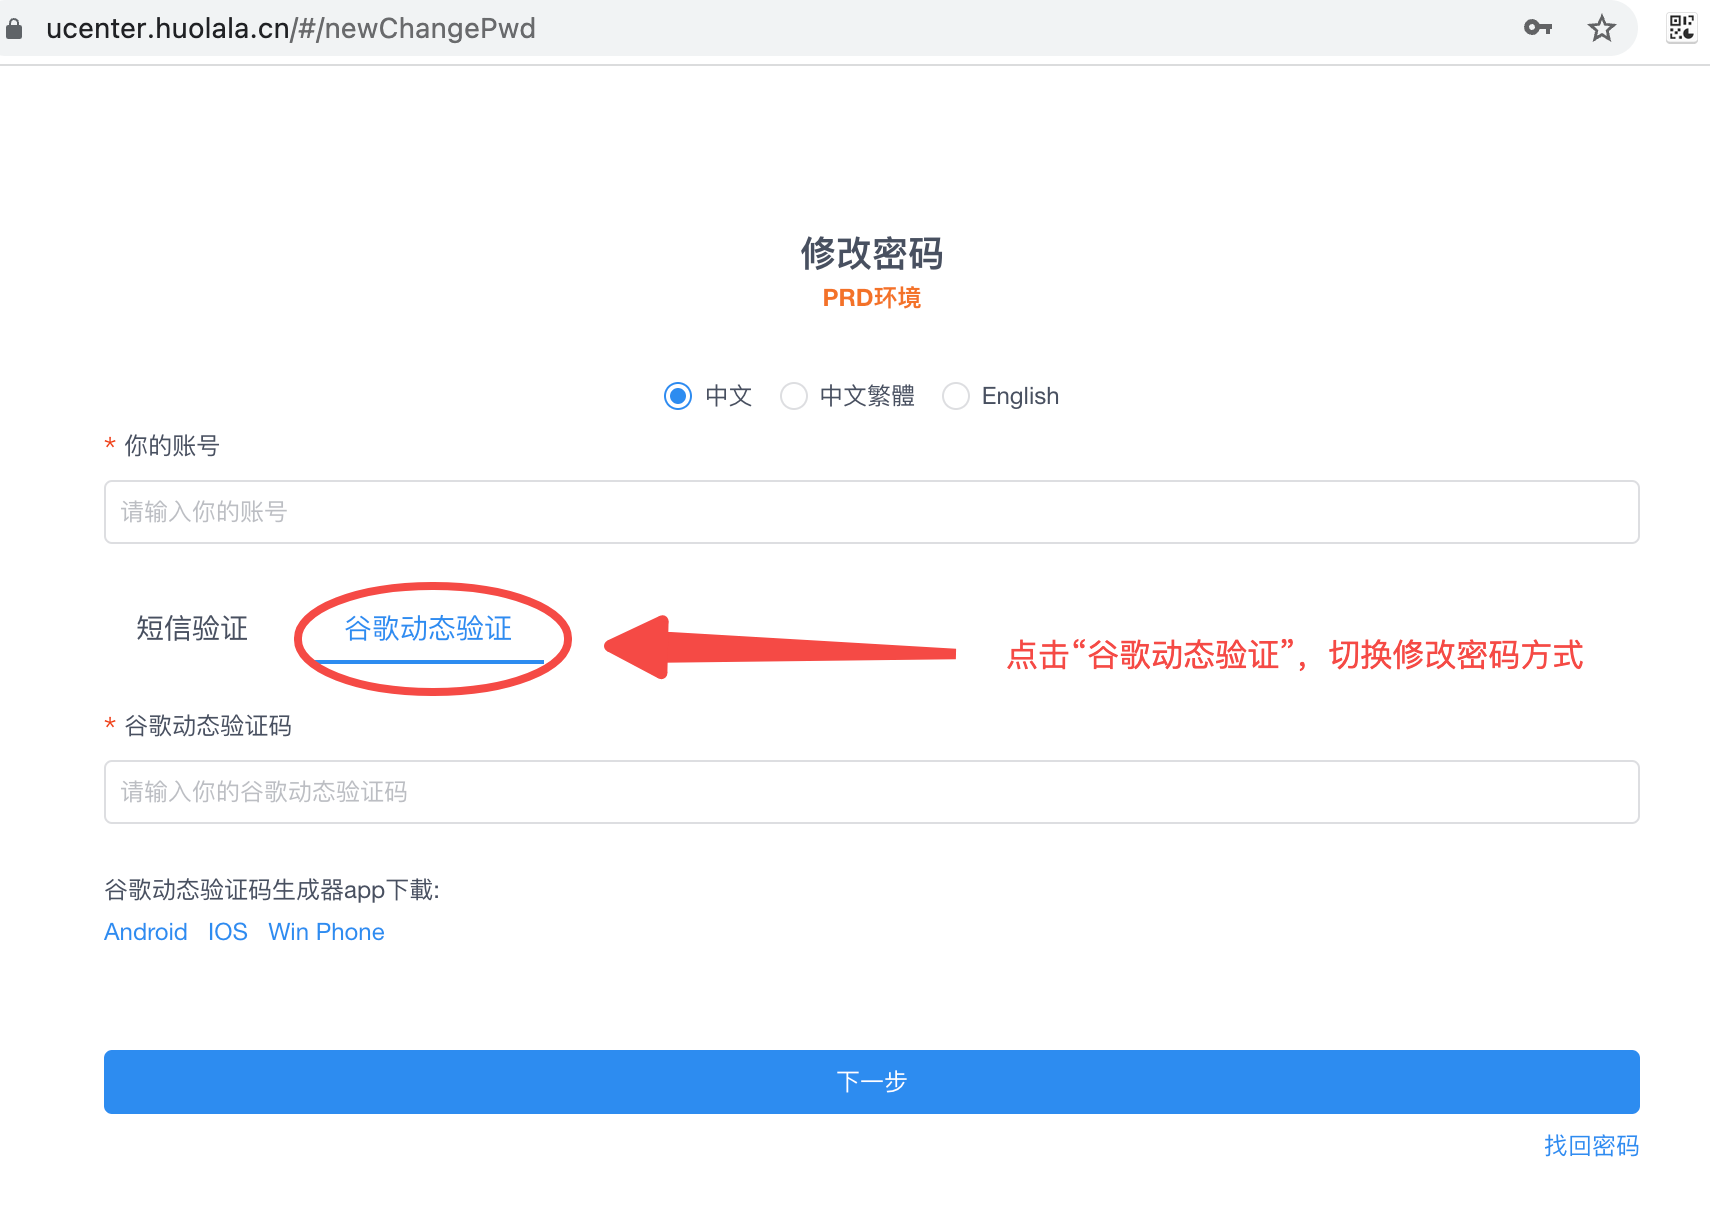 ucenter.huolala.cn/#/newChangePwd
修改密码
PRD环境
中文 中文繁體 English
* 你的账号
请输入你的账号
短信验证 谷歌动态验证
点击“谷歌动态验证”，切换修改密码方式
* 谷歌动态验证码
请输入你的谷歌动态验证码
谷歌动态验证码生成器app下載:
Android IOS Win Phone
下一步
找回密码